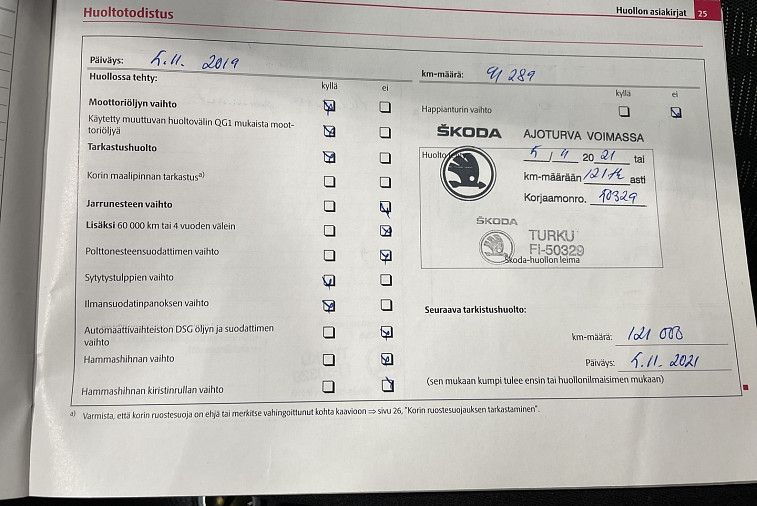 Huoltotodistus
Huollon asiakirjat 25
Päiväys: 5.11. 2019
km-määrä: 91 289
Huollossa tehty:
kyllä ei
kyllä ei
Moottoriöljyn vaihto
Happianturin vaihto
Käytetty muuttuvan huoltovälin QG1 mukaista moot-
toriöljyä
Tarkastushuolto
Korin maalipinnan tarkastus a)
Jarrunesteen vaihto
Lisäksi 60 000 km tai 4 vuoden välein
Polttonesteensuodattimen vaihto
Sytytystulppien vaihto
Ilmansuodatinpanoksen vaihto
Automaattivaihteiston DSG öljyn ja suodattimen
vaihto
Hammashihnan vaihto
Hammashihnan kiristinrullan vaihto
ŠKODA AJOTURVA VOIMASSA
Huolto
5 / 11 20 21 tai
km-määrään 121 asti
Korjaamonro. 50329
ŠKODA
TURKU
FI-50329
Škoda-huollon leima
Seuraava tarkistushuolto:
km-määrä: 121 000
Päiväys: 5.11.2021
(sen mukaan kumpi tulee ensin tai huollonilmaisimen mukaan)
a) Varmista, että korin ruostesuoja on ehjä tai merkitse vahingoittunut kohta kaavioon ⇒ sivu 26, "Korin ruostesuojauksen tarkastaminen".